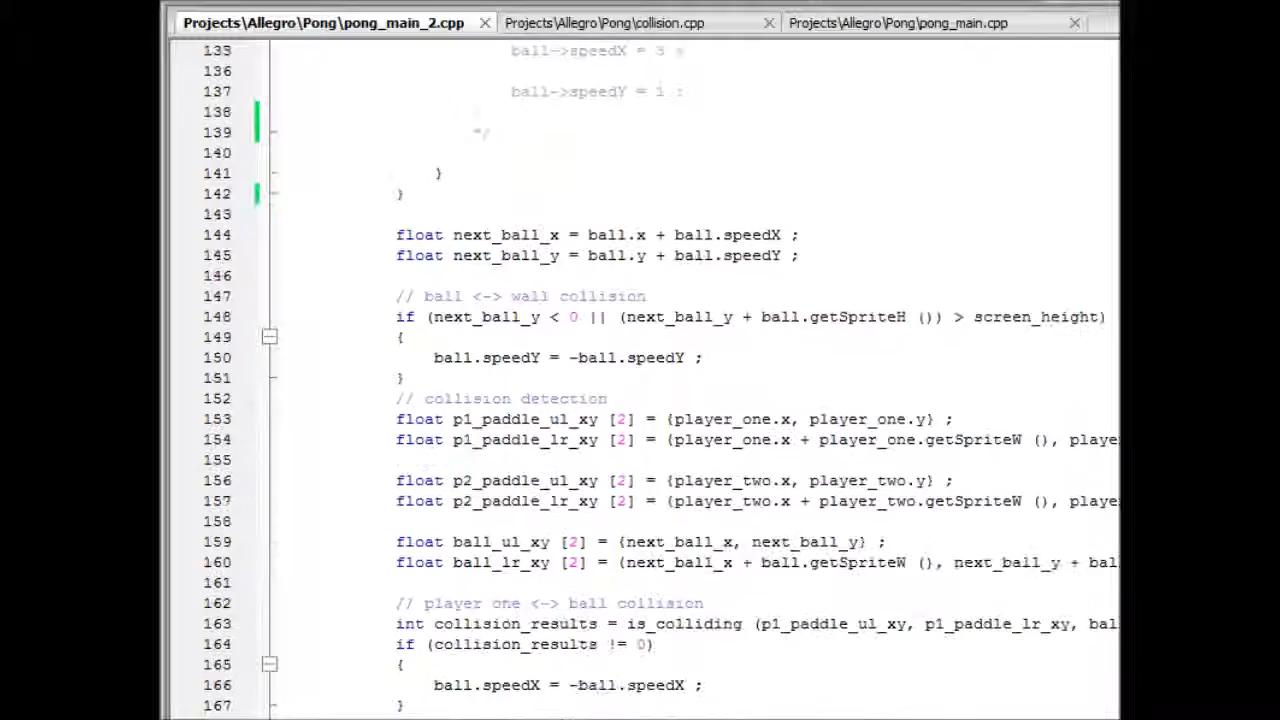 Projects\Allegro\Pong\pong_main_2.cpp Projects\Allegro\Pong\collision.cpp Projects\Allegro\Pong\pong_main.cpp
135 ball->speedX = 3 ;
136
137 ball->speedY = 1 ;
138
139 */
140
141 }
142 }
143
144 float next_ball_x = ball.x + ball.speedX ;
145 float next_ball_y = ball.y + ball.speedY ;
146
147 // ball <-> wall collision
148 if (next_ball_y < 0 || (next_ball_y + ball.getSpriteH ()) > screen_height)
149 {
150 ball.speedY = -ball.speedY ;
151 }
152 // collision detection
153 float p1_paddle_ul_xy [2] = {player_one.x, player_one.y} ;
154 float p1_paddle_lr_xy [2] = {player_one.x + player_one.getSpriteW (), playe
155
156 float p2_paddle_ul_xy [2] = {player_two.x, player_two.y} ;
157 float p2_paddle_lr_xy [2] = {player_two.x + player_two.getSpriteW (), playe
158
159 float ball_ul_xy [2] = {next_ball_x, next_ball_y} ;
160 float ball_lr_xy [2] = {next_ball_x + ball.getSpriteW (), next_ball_y + bal
161
162 // player one <-> ball collision
163 int collision_results = is_colliding (p1_paddle_ul_xy, p1_paddle_lr_xy, bal
164 if (collision_results != 0)
165 {
166 ball.speedX = -ball.speedX ;
167 }